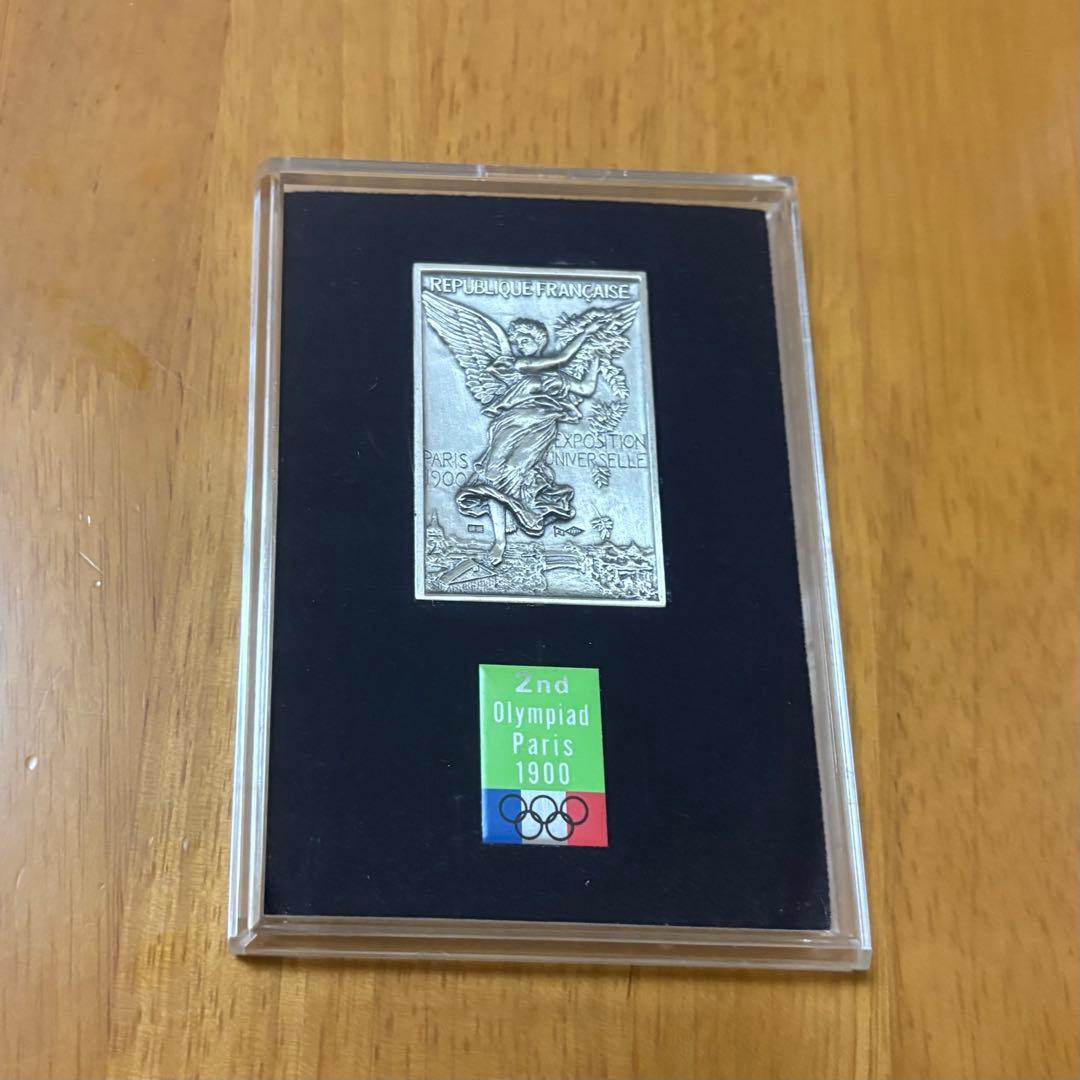 REPUBLIQUE FRANÇAISE
EXPOSITION
UNIVERSELLE
PARIS
1900
2nd
Olympiad
Paris
1900